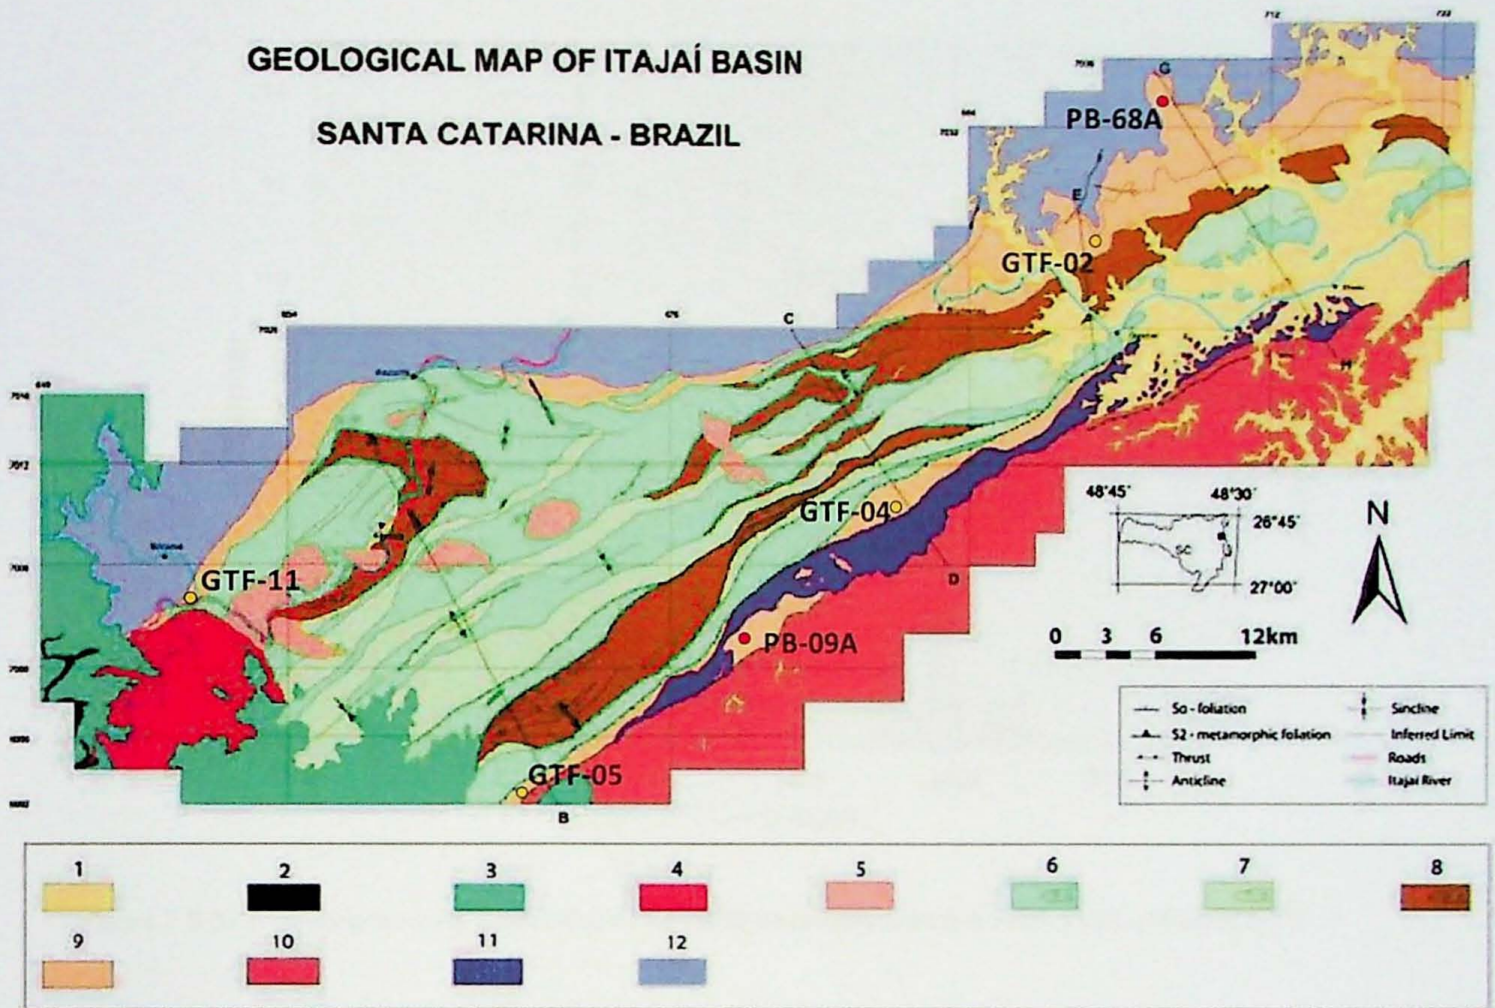 GEOLOGICAL MAP OF ITAJAÍ BASIN
SANTA CATARINA - BRAZIL
712
G
PB-68A
E
GTF-02
C
676
H
GTF-04
48°45'
48°30'
N
26°45'
SC
GTF-11
27°00'
D
0 3 6 12km
PB-09A
So - foliation
Sincline
S2 - metamorphic foliation
Inferred Limit
Thrust
Roads
Anticline
Itajaí River
GTF-05
B
1 2 3 4 5 6 7 8
9 10 11 12